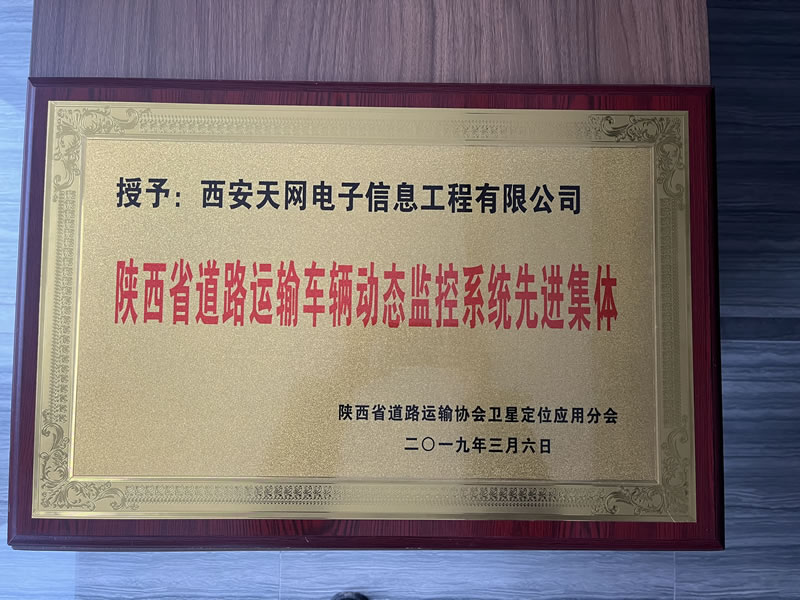 授予：西安天网电子信息工程有限公司
陕西省道路运输车辆动态监控系统先进集体
陕西省道路运输协会卫星定位应用分会
二〇一九年三月六日